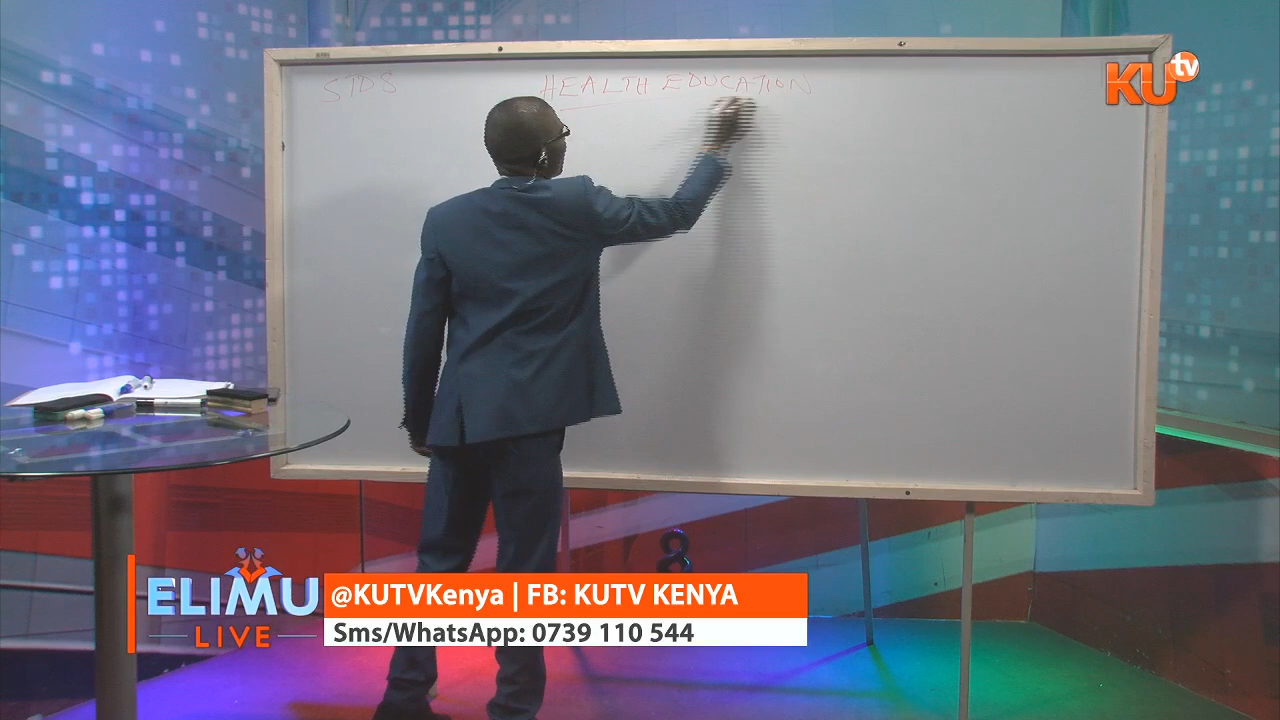 STDS
HEALTH EDUCATION
KU tv
ELIMU
LIVE
@KUTVKenya | FB: KUTV KENYA
Sms/WhatsApp: 0739 110 544